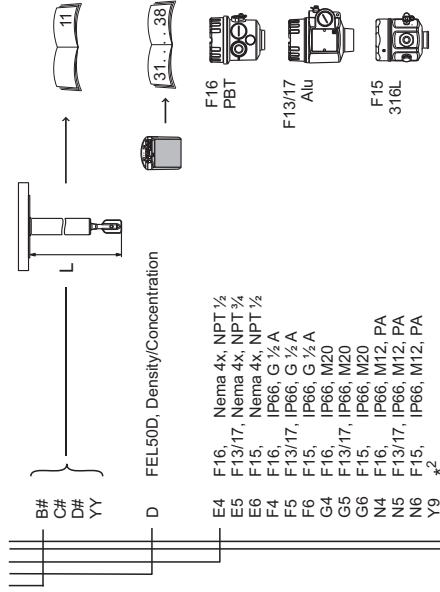 B#
C#
D#
YY
L
11
D FEL50D, Density/Concentration
31. . . . 38
E4 F16, Nema 4x, NPT ½
E5 F13/17, Nema 4x, NPT ¾
E6 F15, Nema 4x, NPT ½
F4 F16, IP66, G ½ A
F5 F13/17, IP66, G ½ A
F6 F15, IP66, G ½ A
G4 F16, IP66, M20
G5 F13/17, IP66, M20
G6 F15, IP66, M20
N4 F16, IP66, M12, PA
N5 F13/17, IP66, M12, PA
N6 F15, IP66, M12, PA
Y9 *2
F16
PBT
F13/17
Alu
F15
316L